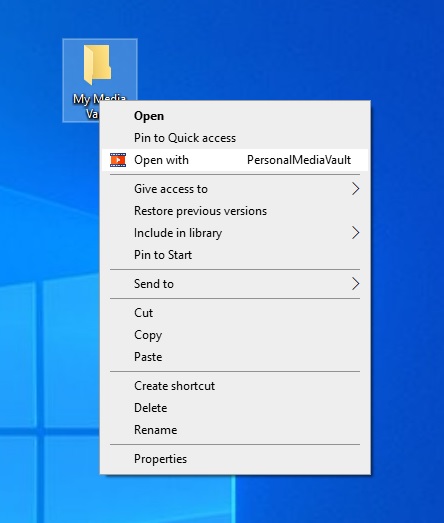 My Media
Va
Open
Pin to Quick access
Open with PersonalMediaVault
Give access to
Restore previous versions
Include in library
Pin to Start
Send to
Cut
Copy
Paste
Create shortcut
Delete
Rename
Properties